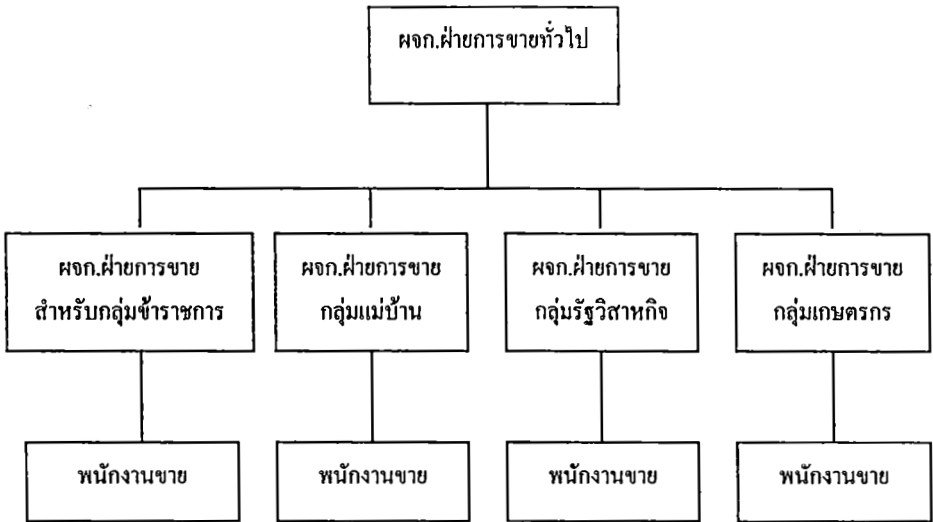 ผจก.ฝ่ายการขายทั่วไป
ผจก.ฝ่ายการขาย
สำหรับกลุ่มข้าราชการ
ผจก.ฝ่ายการขาย
กลุ่มแม่บ้าน
ผจก.ฝ่ายการขาย
กลุ่มรัฐวิสาหกิจ
ผจก.ฝ่ายการขาย
กลุ่มเกษตรกร
พนักงานขาย
พนักงานขาย
พนักงานขาย
พนักงานขาย